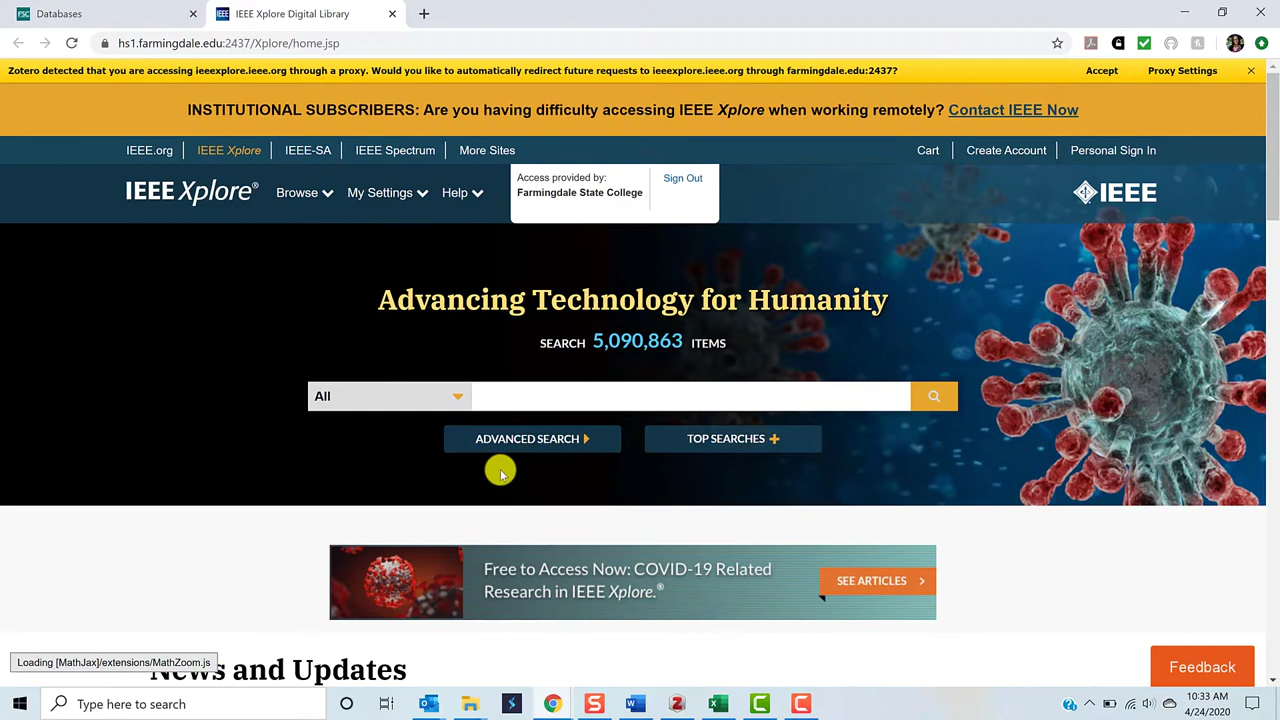 Databases
IEEE Xplore Digital Library
hs1.farmingdale.edu:2437/Xplore/home.jsp
Zotero detected that you are accessing ieeexplore.ieee.org through a proxy. Would you like to automatically redirect future requests to ieeexplore.ieee.org through farmingdale.edu:2437?
Accept
Proxy Settings
INSTITUTIONAL SUBSCRIBERS: Are you having difficulty accessing IEEE Xplore when working remotely? Contact IEEE Now
IEEE.org
IEEE Xplore
IEEE-SA
IEEE Spectrum
More Sites
Cart
Create Account
Personal Sign In
IEEE Xplore®
Browse
My Settings
Help
Access provided by:
Farmingdale State College
Sign Out
IEEE
Advancing Technology for Humanity
SEARCH 5,090,863 ITEMS
All
ADVANCED SEARCH
TOP SEARCHES
Free to Access Now: COVID-19 Related
Research in IEEE Xplore.®
SEE ARTICLES
News and Updates
Loading [MathJax]/extensions/MathZoom.js
Feedback
Type here to search
10:33 AM
4/24/2020